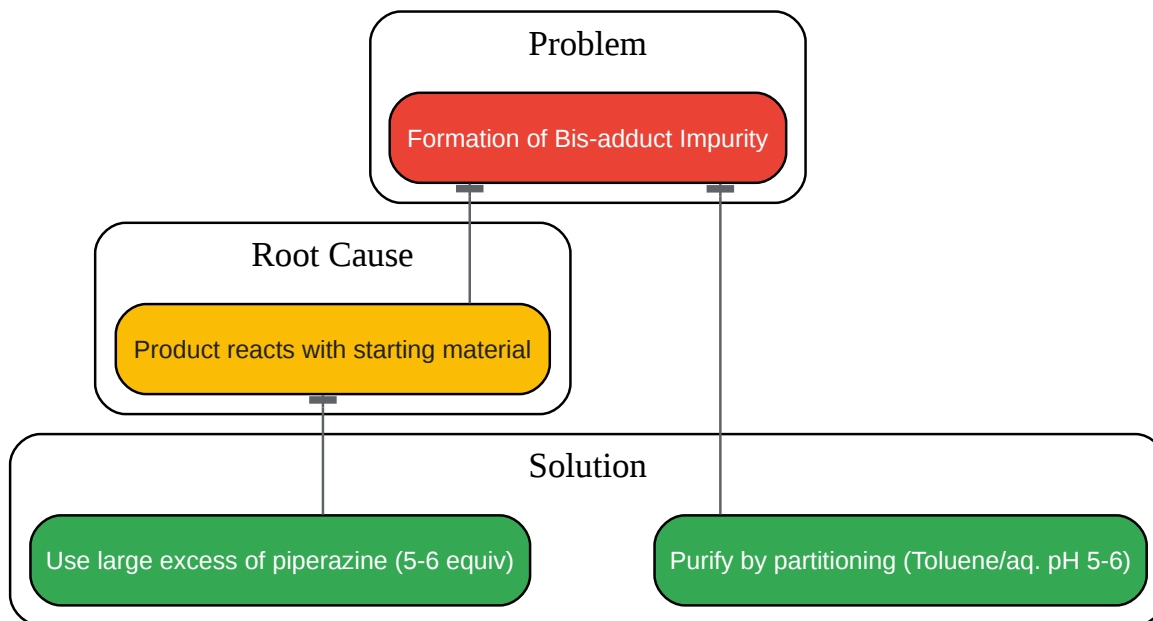 Problem
Formation of Bis-adduct Impurity
Root Cause
Product reacts with starting material
Solution
Use large excess of piperazine (5-6 equiv)
Purify by partitioning (Toluene/aq. pH 5-6)